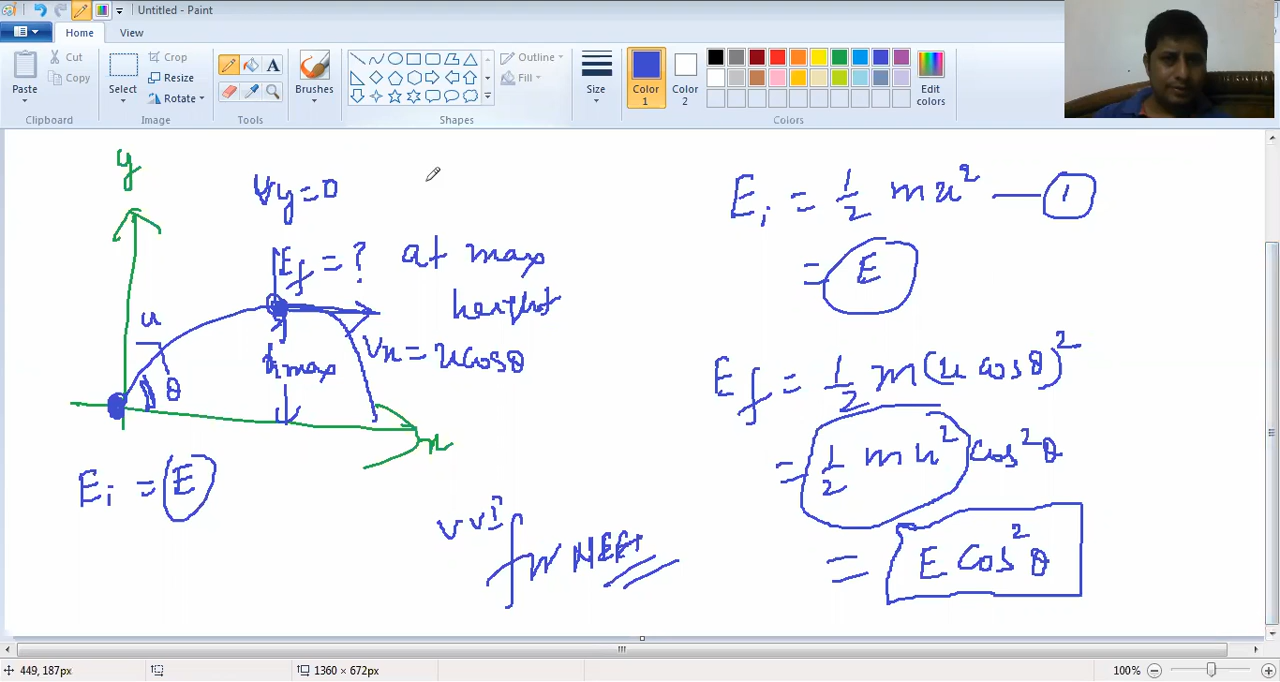 Untitled - Paint
Home View
Paste Cut Copy
Clipboard
Select Crop Resize Rotate
Image
A
Tools
Brushes
Outline Fill
Shapes
Size
Color 1
Color 2
Edit colors
Colors
y
Vy = 0
Ef = ? at max
height
u
hmax
Vx = u cos θ
θ
x
Ei = E
v v i
for NEET
Ei = 1/2 mu² — 1
= E
Ef = 1/2 m(u cos θ)²
= 1/2 mu² cos²θ
= E Cos²θ
449, 187px
1360 × 672px
100%